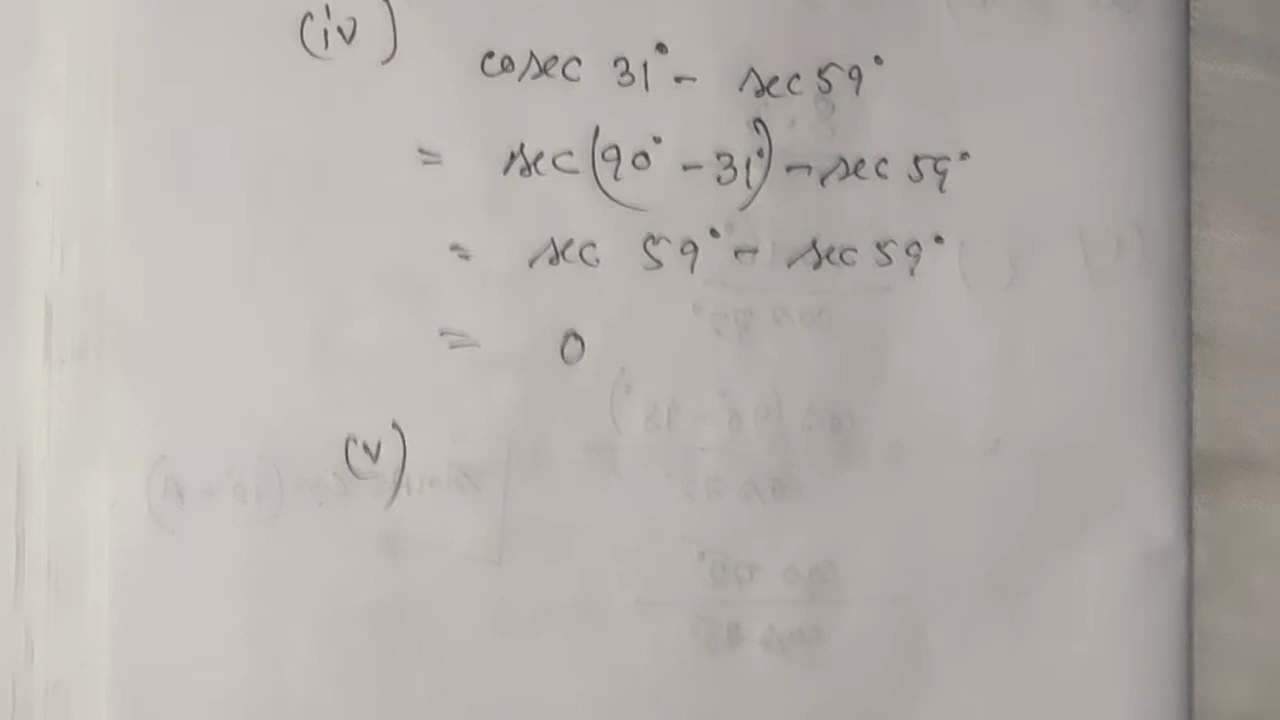 (iv)
cosec 31° - sec 59°
= sec (90° - 31°) - sec 59°
= sec 59° - sec 59°
= 0
(v)